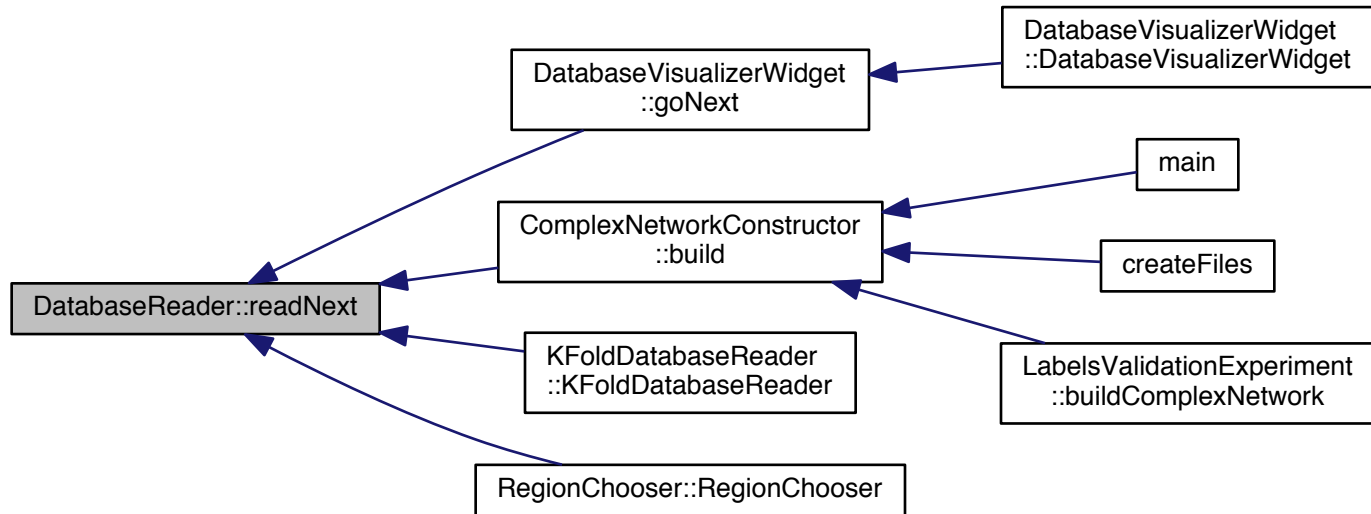 DatabaseVisualizerWidget
::DatabaseVisualizerWidget
DatabaseVisualizerWidget
::goNext
main
ComplexNetworkConstructor
::build
createFiles
DatabaseReader::readNext
KFoldDatabaseReader
::KFoldDatabaseReader
LabelsValidationExperiment
::buildComplexNetwork
RegionChooser::RegionChooser